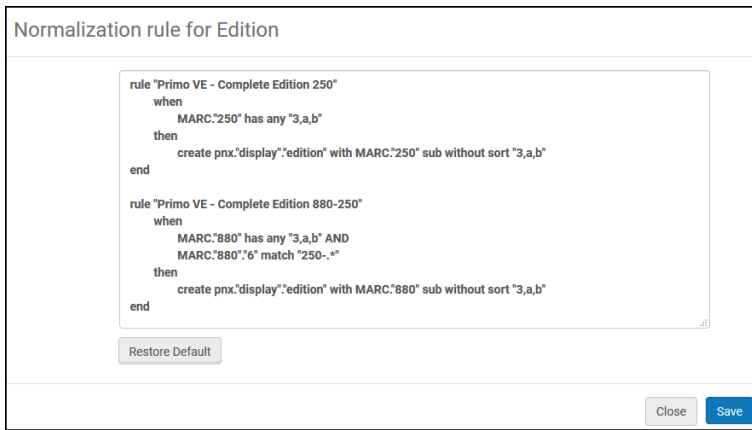 Normalization rule for Edition
rule "Primo VE - Complete Edition 250"
when
MARC."250" has any "3,a,b"
then
create pnx."display"."edition" with MARC."250" sub without sort "3,a,b"
end
rule "Primo VE - Complete Edition 880-250"
when
MARC."880" has any "3,a,b" AND
MARC."880"."6" match "250-.*"
then
create pnx."display"."edition" with MARC."880" sub without sort "3,a,b"
end
Restore Default
Close Save